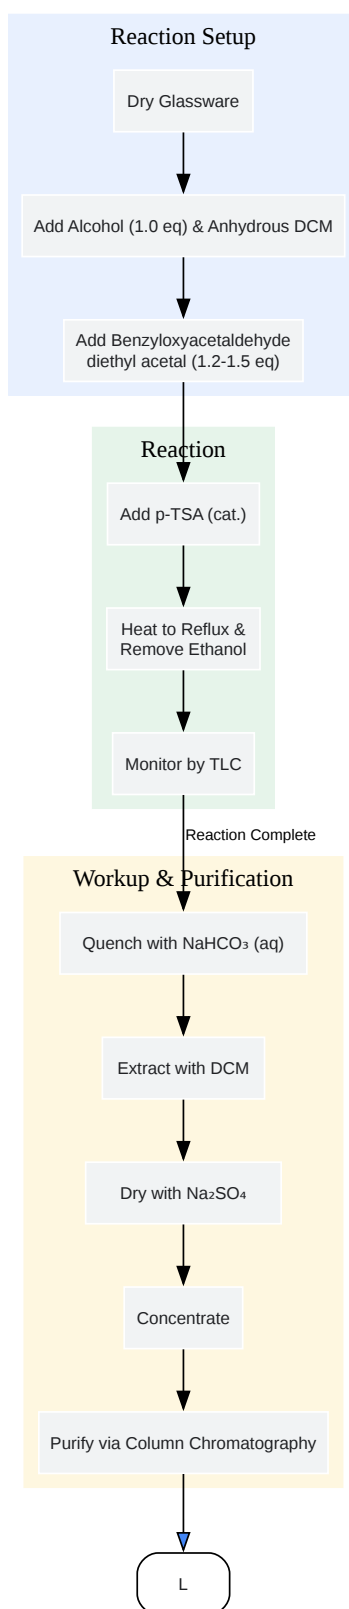 Reaction Setup
Dry Glassware
Add Alcohol (1.0 eq) & Anhydrous DCM
Add Benzyloxyacetaldehyde
diethyl acetal (1.2-1.5 eq)
Reaction
Add p-TSA (cat.)
Heat to Reflux &
Remove Ethanol
Monitor by TLC
Reaction Complete
Workup & Purification
Quench with NaHCO₃ (aq)
Extract with DCM
Dry with Na₂SO₄
Concentrate
Purify via Column Chromatography
L